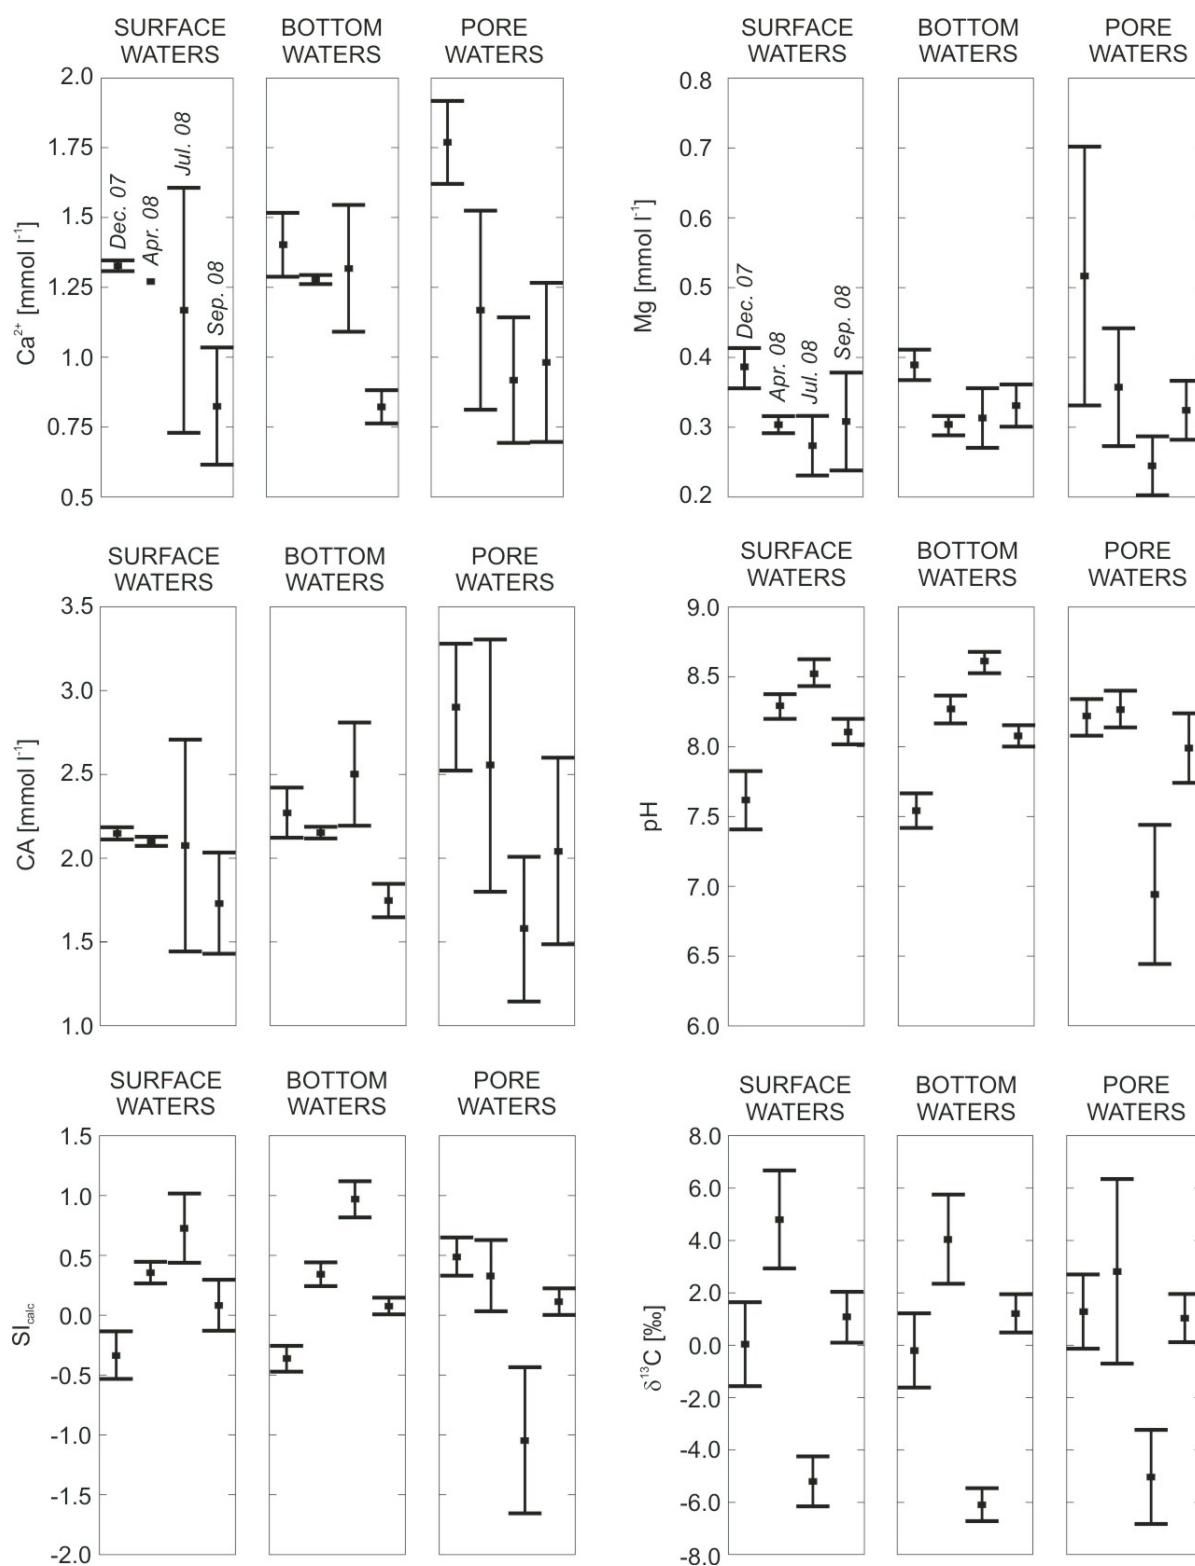 SURFACE WATERS
BOTTOM WATERS
PORE WATERS
Ca²⁺ [mmol l⁻¹]
2.0
1.75
1.5
1.25
1.0
0.75
0.5
Dec. 07
Apr. 08
Jul. 08
Sep. 08
SURFACE WATERS
BOTTOM WATERS
PORE WATERS
Mg [mmol l⁻¹]
0.8
0.7
0.6
0.5
0.4
0.3
0.2
Dec. 07
Apr. 08
Jul. 08
Sep. 08
SURFACE WATERS
BOTTOM WATERS
PORE WATERS
CA [mmol l⁻¹]
3.5
3.0
2.5
2.0
1.5
1.0
SURFACE WATERS
BOTTOM WATERS
PORE WATERS
pH
9.0
8.5
8.0
7.5
7.0
6.5
6.0
SURFACE WATERS
BOTTOM WATERS
PORE WATERS
SIcalc
1.5
1.0
0.5
0.0
-0.5
-1.0
-1.5
-2.0
SURFACE WATERS
BOTTOM WATERS
PORE WATERS
δ¹³C [‰]
8.0
6.0
4.0
2.0
0.0
-2.0
-4.0
-6.0
-8.0